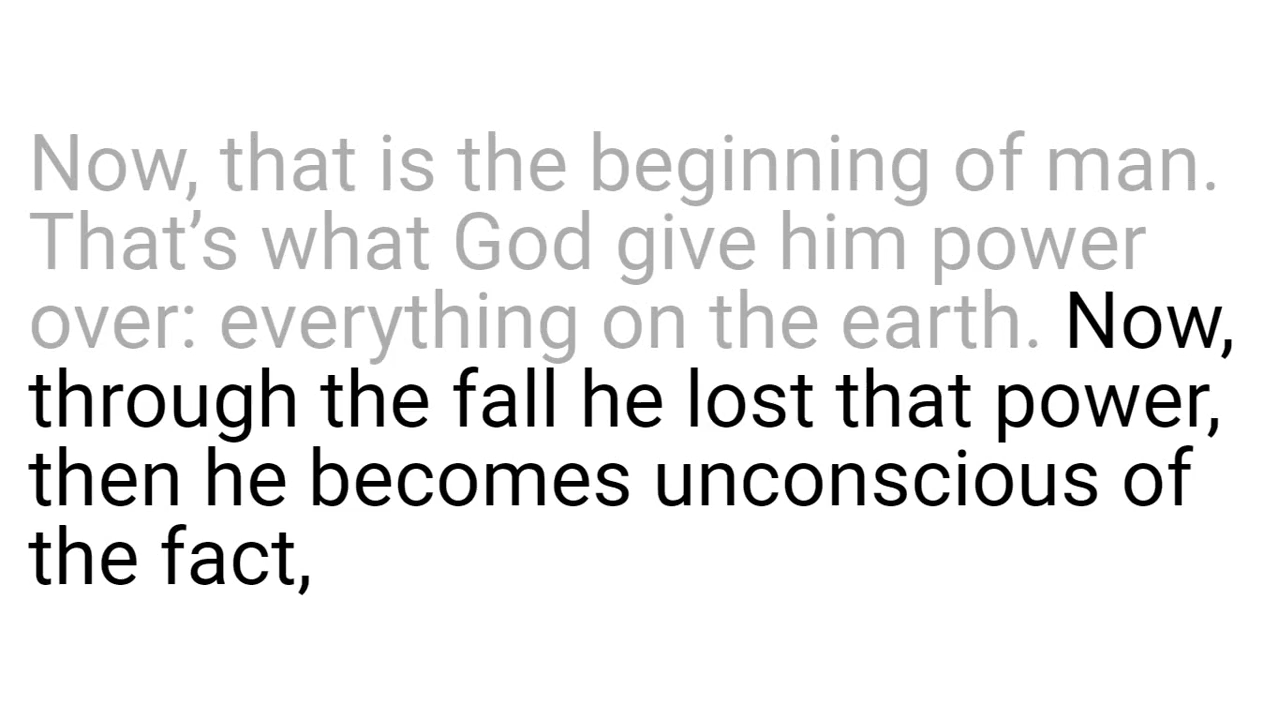 Now, that is the beginning of man.
That’s what God give him power
over: everything on the earth. Now,
through the fall he lost that power,
then he becomes unconscious of
the fact,